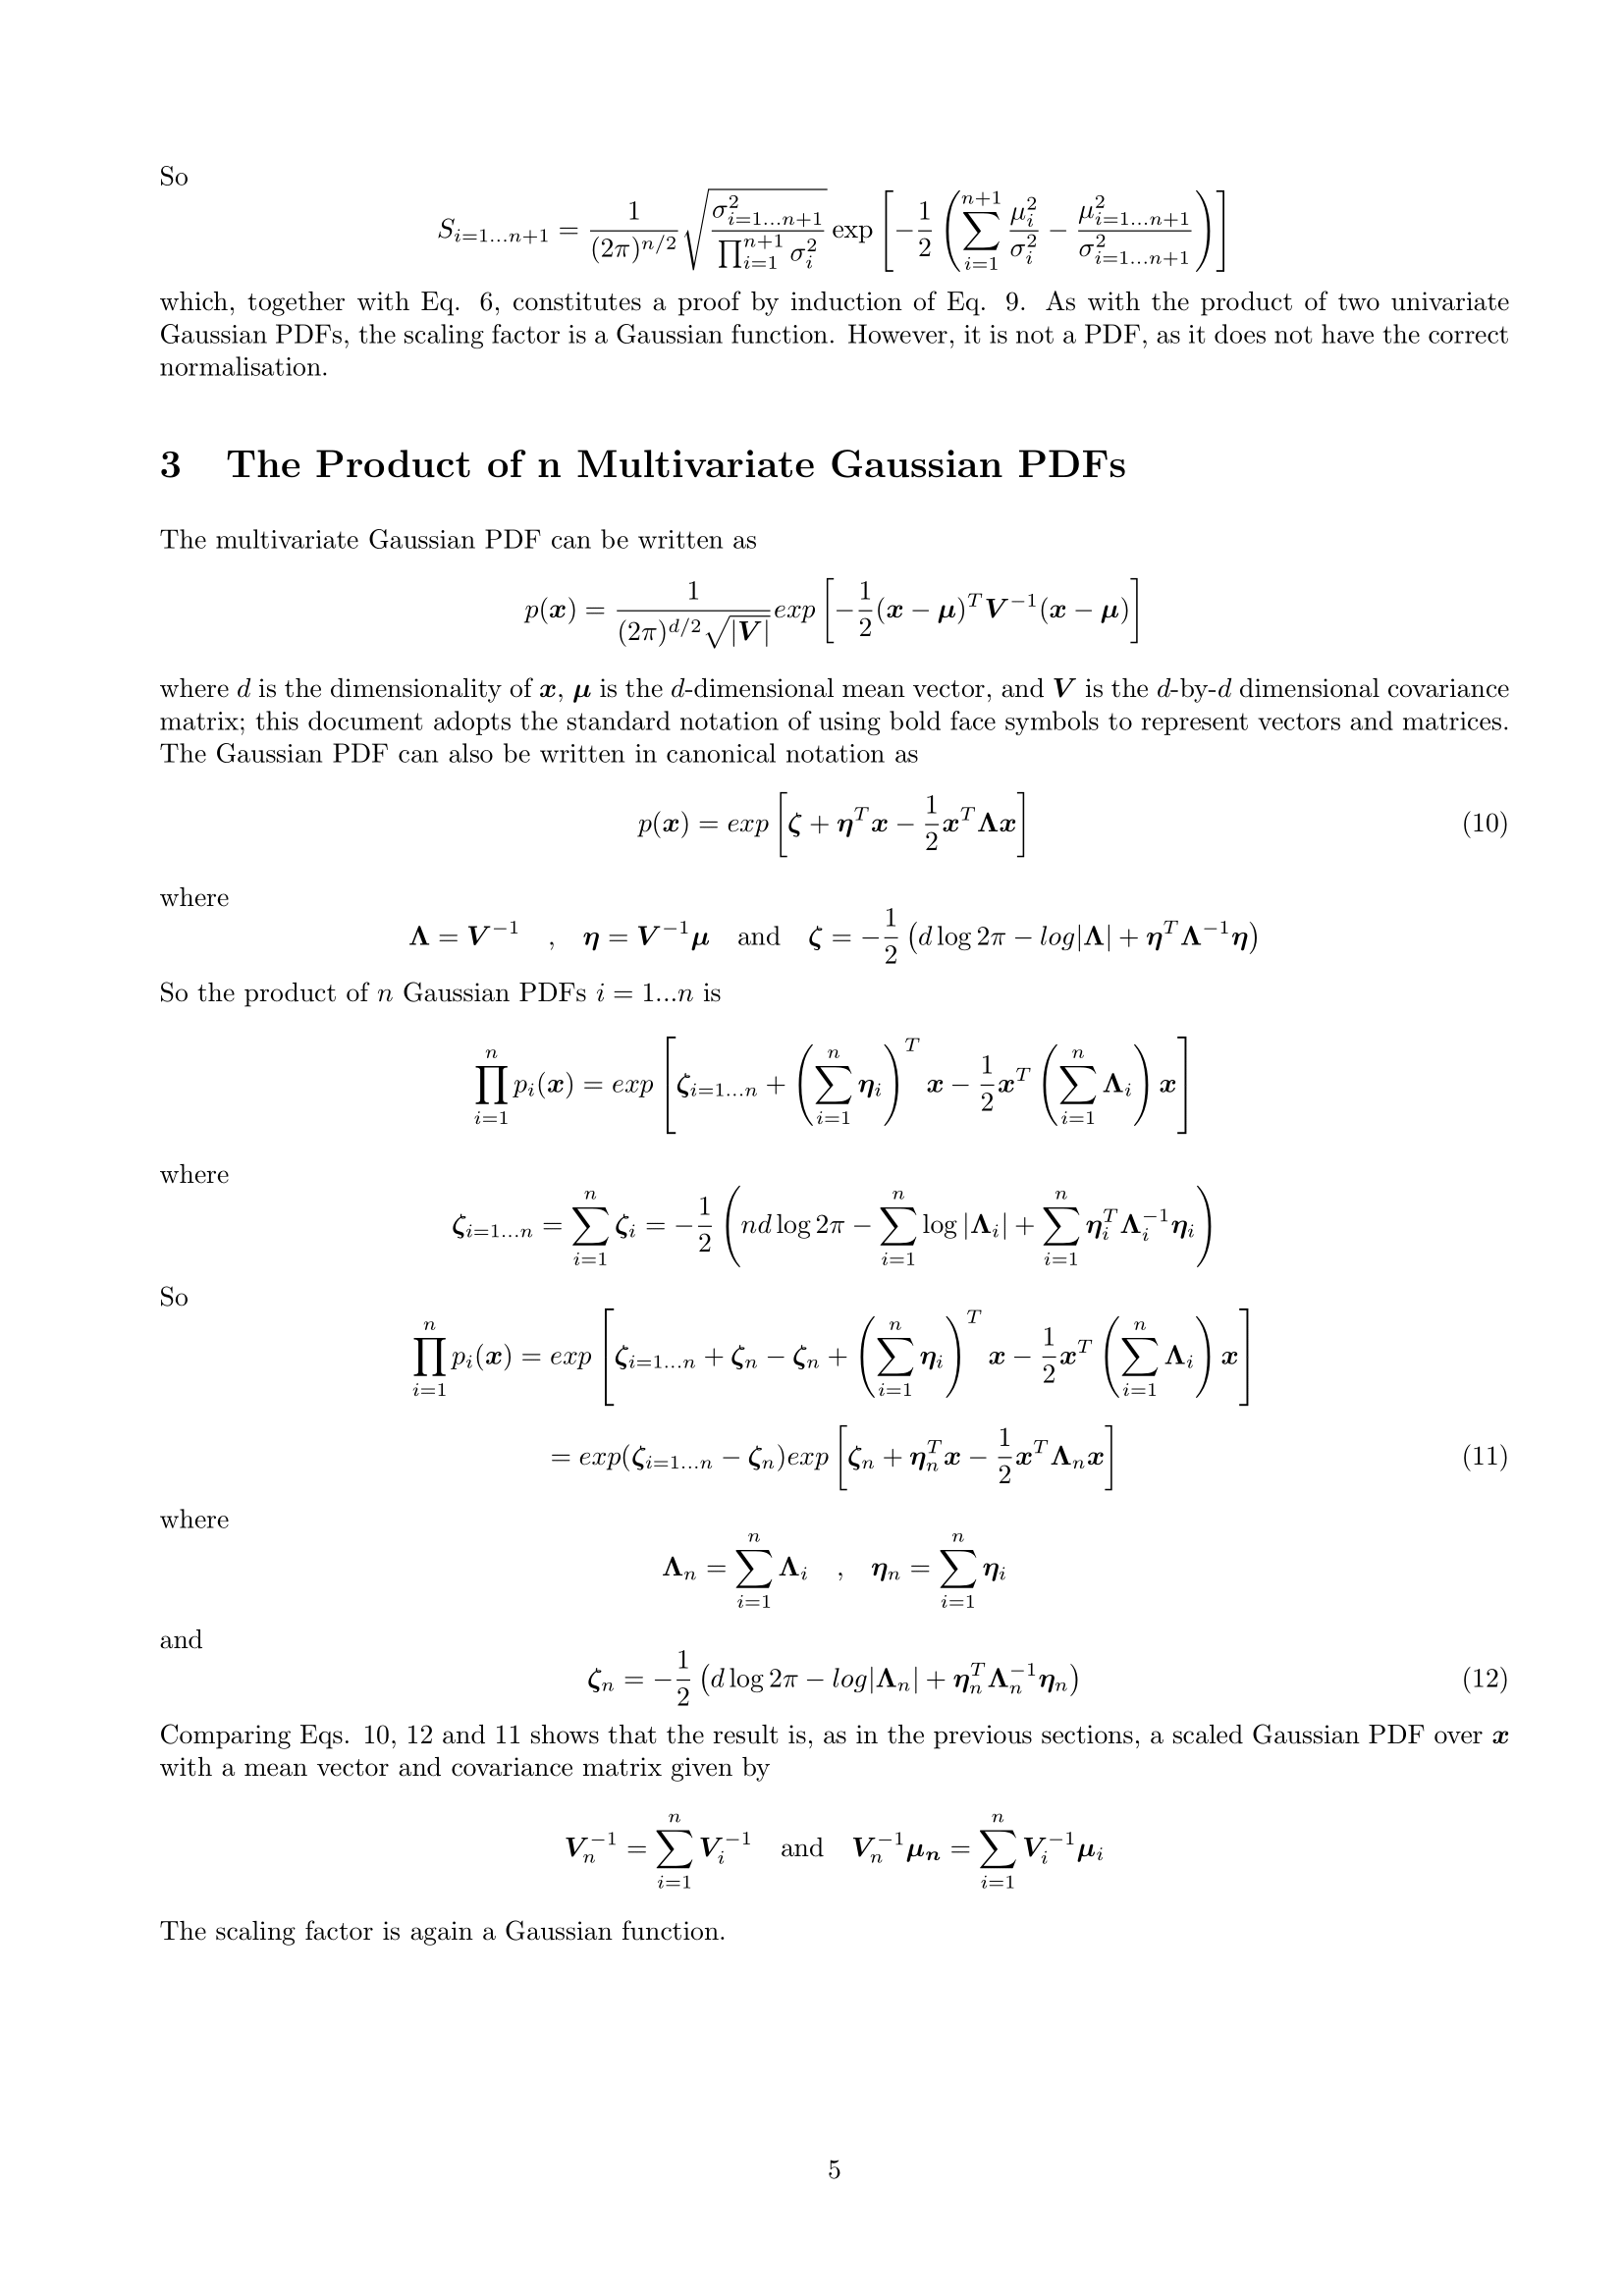 So
S_{i=1...n+1} = \frac{1}{(2\pi)^{n/2}} \sqrt{\frac{\sigma^2_{i=1...n+1}}{\prod_{i=1}^{n+1} \sigma_i^2}} \exp\left[-\frac{1}{2}\left(\sum_{i=1}^{n+1} \frac{\mu_i^2}{\sigma_i^2} - \frac{\mu^2_{i=1...n+1}}{\sigma^2_{i=1...n+1}}\right)\right]
which, together with Eq. 6, constitutes a proof by induction of Eq. 9. As with the product of two univariate
Gaussian PDFs, the scaling factor is a Gaussian function. However, it is not a PDF, as it does not have the correct
normalisation.
3 The Product of n Multivariate Gaussian PDFs
The multivariate Gaussian PDF can be written as
p(\boldsymbol{x}) = \frac{1}{(2\pi)^{d/2}\sqrt{|\boldsymbol{V}|}} exp\left[-\frac{1}{2}(\boldsymbol{x} - \boldsymbol{\mu})^T \boldsymbol{V}^{-1}(\boldsymbol{x} - \boldsymbol{\mu})\right]
where d is the dimensionality of x, μ is the d-dimensional mean vector, and V is the d-by-d dimensional covariance
matrix; this document adopts the standard notation of using bold face symbols to represent vectors and matrices.
The Gaussian PDF can also be written in canonical notation as
p(\boldsymbol{x}) = exp\left[\boldsymbol{\zeta} + \boldsymbol{\eta}^T \boldsymbol{x} - \frac{1}{2}\boldsymbol{x}^T \boldsymbol{\Lambda} \boldsymbol{x}\right] (10)
where
\boldsymbol{\Lambda} = \boldsymbol{V}^{-1} , \boldsymbol{\eta} = \boldsymbol{V}^{-1}\boldsymbol{\mu} and \boldsymbol{\zeta} = -\frac{1}{2}\left(d \log 2\pi - log|\boldsymbol{\Lambda}| + \boldsymbol{\eta}^T \boldsymbol{\Lambda}^{-1} \boldsymbol{\eta}\right)
So the product of n Gaussian PDFs i = 1...n is
\prod_{i=1}^{n} p_i(\boldsymbol{x}) = exp\left[\boldsymbol{\zeta}_{i=1...n} + \left(\sum_{i=1}^{n} \boldsymbol{\eta}_i\right)^T \boldsymbol{x} - \frac{1}{2}\boldsymbol{x}^T \left(\sum_{i=1}^{n} \boldsymbol{\Lambda}_i\right) \boldsymbol{x}\right]
where
\boldsymbol{\zeta}_{i=1...n} = \sum_{i=1}^{n} \boldsymbol{\zeta}_i = -\frac{1}{2}\left(nd \log 2\pi - \sum_{i=1}^{n} \log|\boldsymbol{\Lambda}_i| + \sum_{i=1}^{n} \boldsymbol{\eta}_i^T \boldsymbol{\Lambda}_i^{-1} \boldsymbol{\eta}_i\right)
So
\prod_{i=1}^{n} p_i(\boldsymbol{x}) = exp\left[\boldsymbol{\zeta}_{i=1...n} + \boldsymbol{\zeta}_n - \boldsymbol{\zeta}_n + \left(\sum_{i=1}^{n} \boldsymbol{\eta}_i\right)^T \boldsymbol{x} - \frac{1}{2}\boldsymbol{x}^T \left(\sum_{i=1}^{n} \boldsymbol{\Lambda}_i\right) \boldsymbol{x}\right]
= exp(\boldsymbol{\zeta}_{i=1...n} - \boldsymbol{\zeta}_n) exp\left[\boldsymbol{\zeta}_n + \boldsymbol{\eta}_n^T \boldsymbol{x} - \frac{1}{2}\boldsymbol{x}^T \boldsymbol{\Lambda}_n \boldsymbol{x}\right] (11)
where
\boldsymbol{\Lambda}_n = \sum_{i=1}^{n} \boldsymbol{\Lambda}_i , \boldsymbol{\eta}_n = \sum_{i=1}^{n} \boldsymbol{\eta}_i
and
\boldsymbol{\zeta}_n = -\frac{1}{2}\left(d \log 2\pi - log|\boldsymbol{\Lambda}_n| + \boldsymbol{\eta}_n^T \boldsymbol{\Lambda}_n^{-1} \boldsymbol{\eta}_n\right) (12)
Comparing Eqs. 10, 12 and 11 shows that the result is, as in the previous sections, a scaled Gaussian PDF over x
with a mean vector and covariance matrix given by
\boldsymbol{V}_n^{-1} = \sum_{i=1}^{n} \boldsymbol{V}_i^{-1} and \boldsymbol{V}_n^{-1} \boldsymbol{\mu_n} = \sum_{i=1}^{n} \boldsymbol{V}_i^{-1} \boldsymbol{\mu}_i
The scaling factor is again a Gaussian function.
5